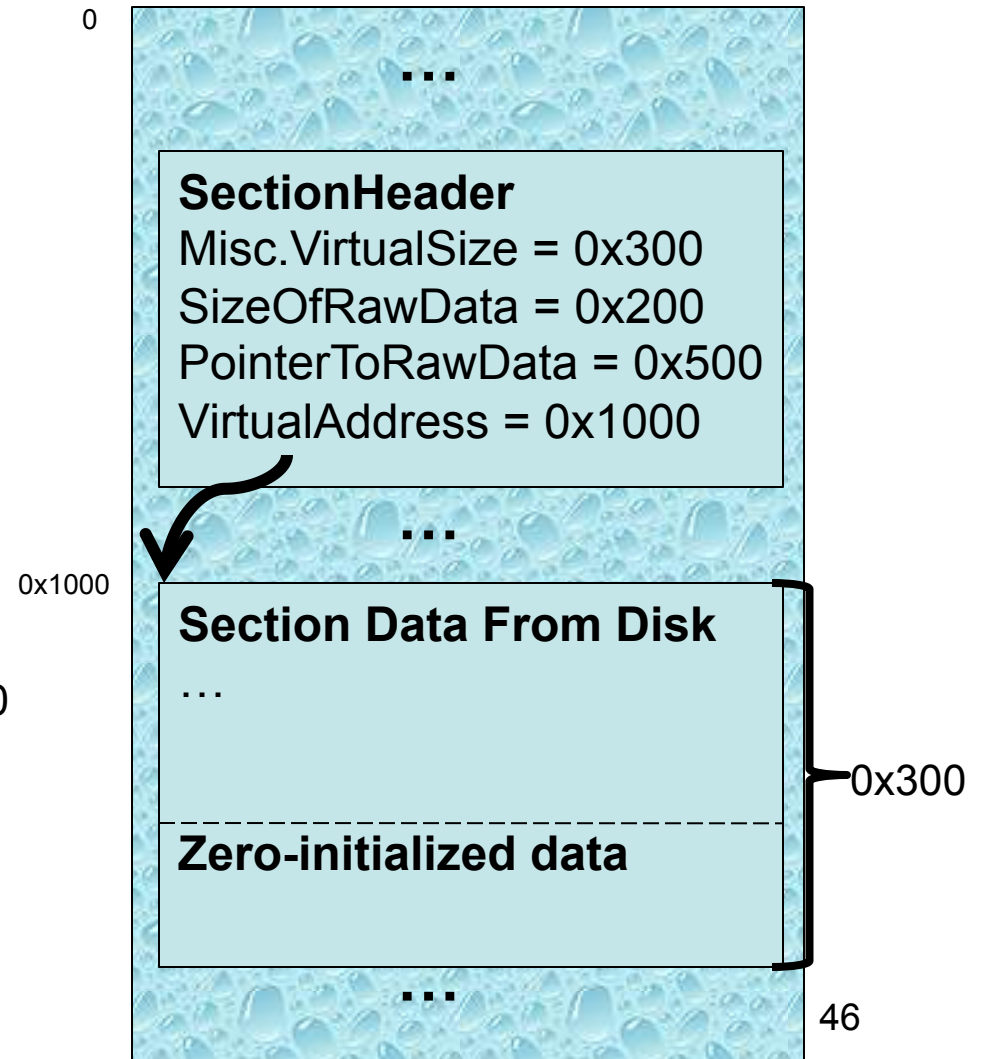 0
…
SectionHeader
Misc.VirtualSize = 0x300
SizeOfRawData = 0x200
PointerToRawData = 0x500
VirtualAddress = 0x1000
…
0x1000
Section Data From Disk
…
0x300
Zero-initialized data
…
46